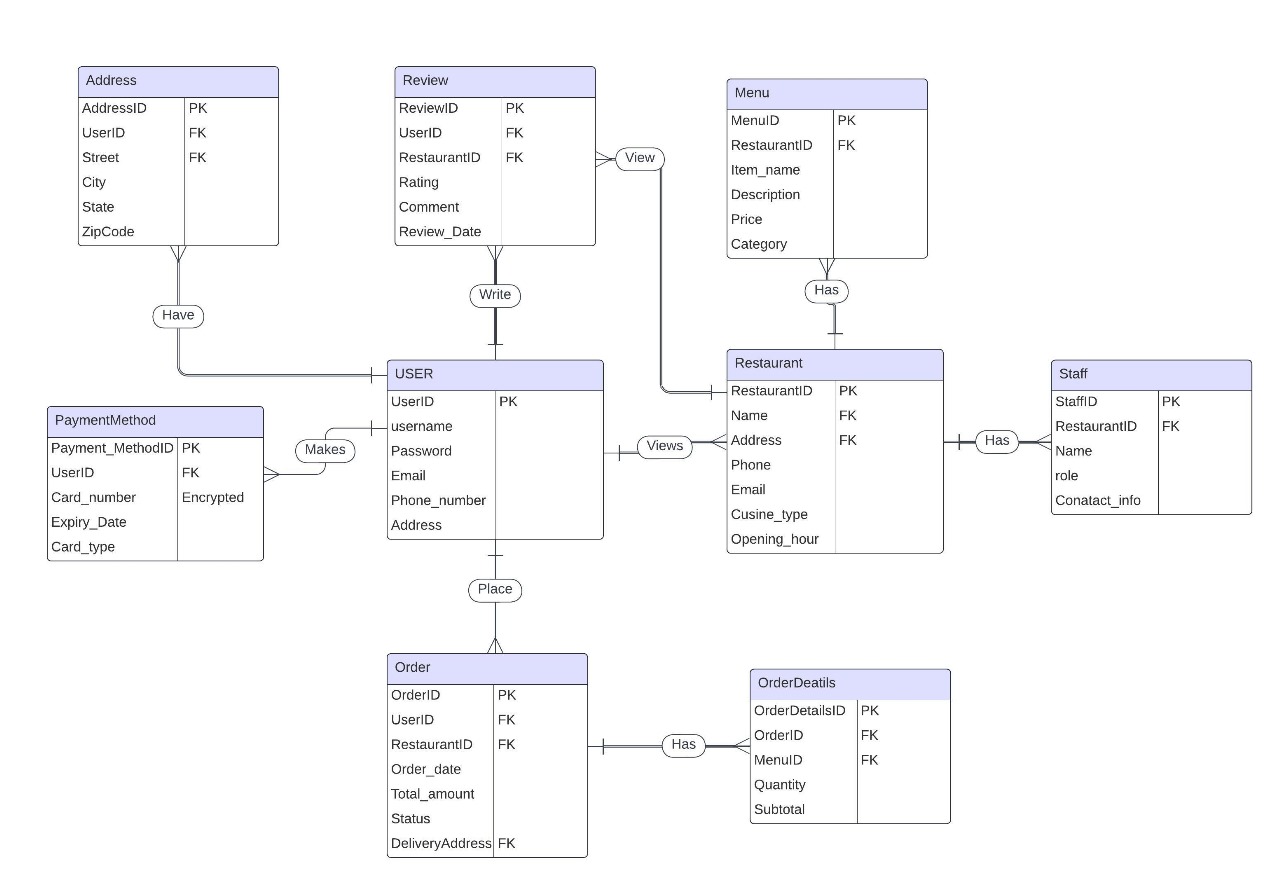 Address
AddressID PK
UserID FK
Street FK
City
State
ZipCode
Review
ReviewID PK
UserID FK
RestaurantID FK
Rating
Comment
Review_Date
View
Menu
MenuID PK
RestaurantID FK
Item_name
Description
Price
Category
Have
Write
Has
USER
UserID PK
username
Password
Email
Phone_number
Address
PaymentMethod
Payment_MethodID PK
UserID FK
Card_number Encrypted
Expiry_Date
Card_type
Makes
Views
Restaurant
RestaurantID PK
Name FK
Address FK
Phone
Email
Cusine_type
Opening_hour
Has
Staff
StaffID PK
RestaurantID FK
Name
role
Conatact_info
Place
Order
OrderID PK
UserID FK
RestaurantID FK
Order_date
Total_amount
Status
DeliveryAddress FK
Has
OrderDeatils
OrderDetailsID PK
OrderID FK
MenuID FK
Quantity
Subtotal